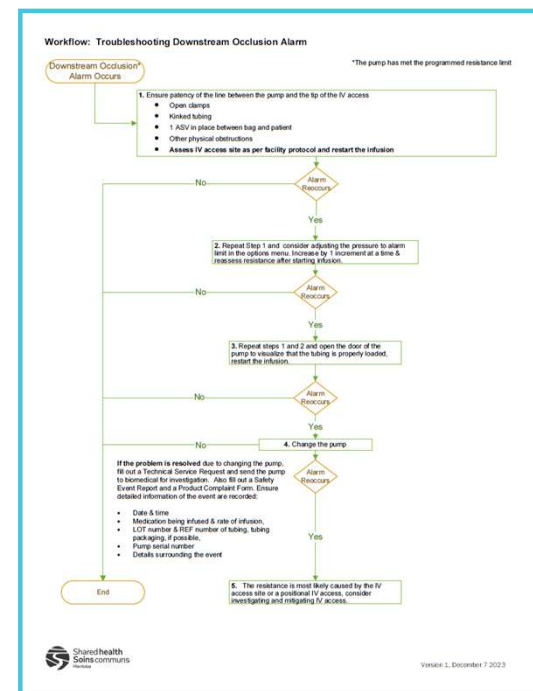 Workflow: Troubleshooting Downstream Occlusion Alarm
Downstream Occlusion*
Alarm Occurs
*The pump has met the programmed resistance limit
1. Ensure patency of the line between the pump and the tip of the IV access
• Open clamps
• Kinked tubing
• 1 ASV in place between bag and patient
• Other physical obstructions
• Assess IV access site as per facility protocol and restart the infusion
No
Alarm
Reoccurs
Yes
2. Repeat Step 1 and consider adjusting the pressure to alarm
limit in the options menu. Increase by 1 increment at a time &
reassess resistance after starting infusion.
No
Alarm
Reoccurs
Yes
3. Repeat steps 1 and 2 and open the door of the
pump to visualize that the tubing is properly loaded,
restart the infusion.
No
Alarm
Reoccurs
Yes
No
4. Change the pump
If the problem is resolved due to changing the pump,
fill out a Technical Service Request and send the pump
to biomedical for investigation. Also fill out a Safety
Event Report and a Product Complaint Form. Ensure
detailed information of the event are recorded:
• Date & time
• Medication being infused & rate of infusion,
• LOT number & REF number of tubing, tubing
packaging, if possible,
• Pump serial number
• Details surrounding the event
Alarm
Reoccurs
Yes
End
5. The resistance is most likely caused by the IV
access site or a positional IV access, consider
investigating and mitigating IV access.
Shared health
Soins communs
Manitoba
Version 1, December 7 2023